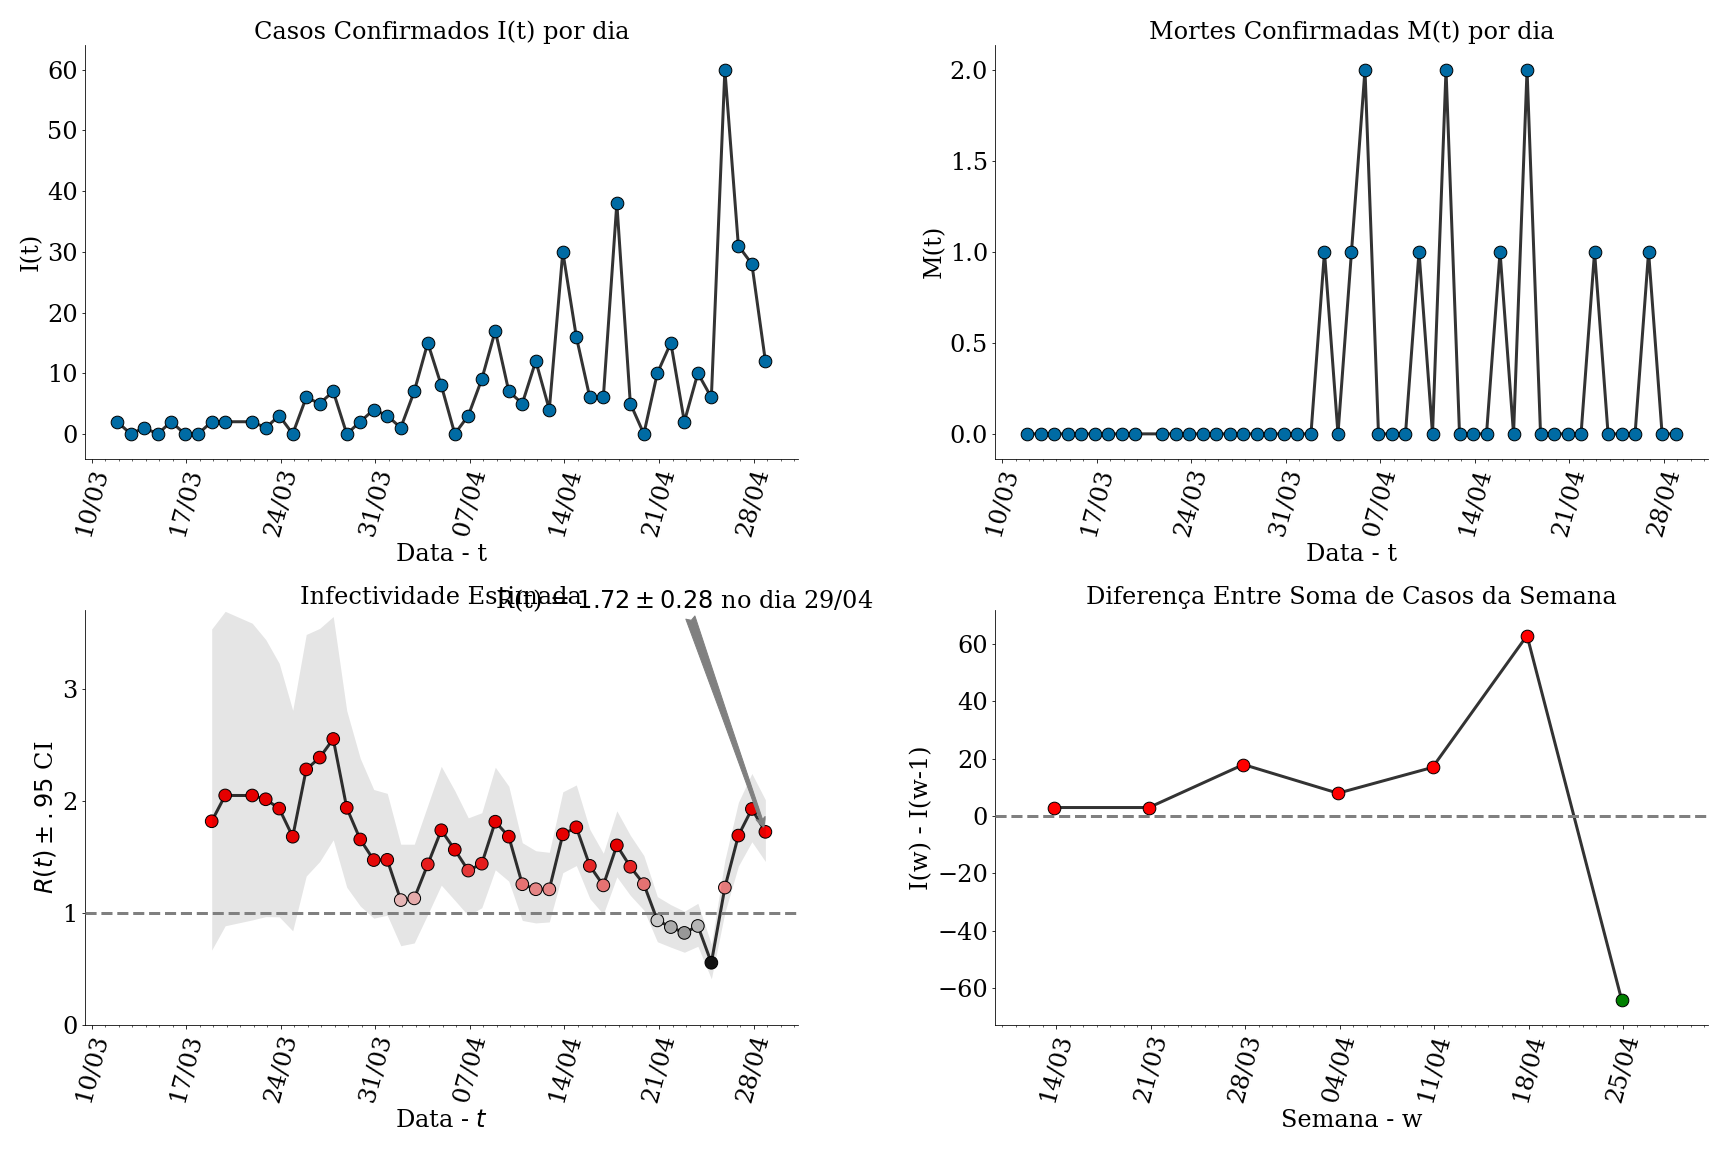 Casos Confirmados I(t) por dia
I(t)
60
50
40
30
20
10
0
10/03 17/03 24/03 31/03 07/04 14/04 21/04 28/04
Data - t
Mortes Confirmadas M(t) por dia
M(t)
2.0
1.5
1.0
0.5
0.0
10/03 17/03 24/03 31/03 07/04 14/04 21/04 28/04
Data - t
Infectividade Estimada
R(t) = 1.72 ± 0.28 no dia 29/04
R(t) ± .95 CI
3
2
1
0
10/03 17/03 24/03 31/03 07/04 14/04 21/04 28/04
Data - t
Diferença Entre Soma de Casos da Semana
I(w) - I(w-1)
60
40
20
0
−20
−40
−60
14/03 21/03 28/03 04/04 11/04 18/04 25/04
Semana - w